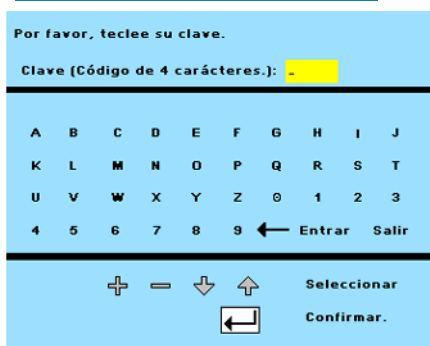 Por favor, teclee su clave.
Clave (Código de 4 carácteres.): -
A B C D E F G H I J
K L M N O P Q R S T
U V W X Y Z 0 1 2 3
4 5 6 7 8 9 ← Entrar Salir
Seleccionar
Confirmar.